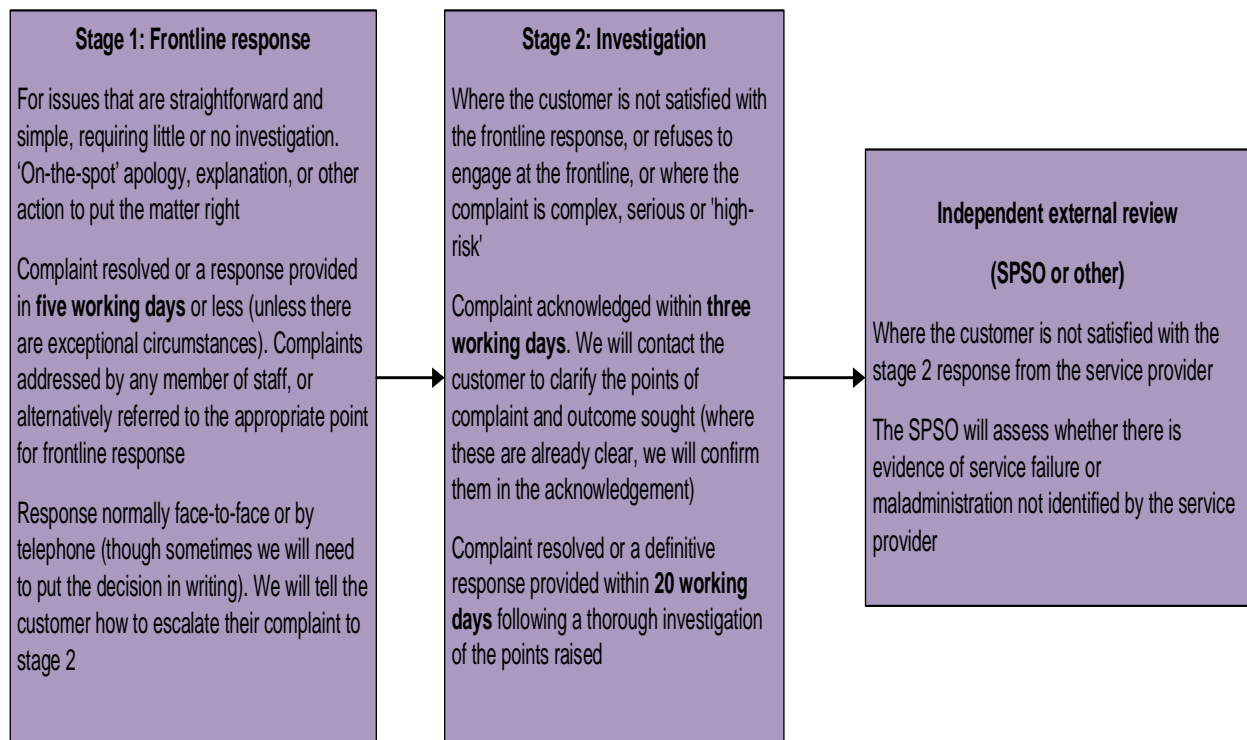 Stage 1: Frontline response
For issues that are straightforward and
simple, requiring little or no investigation.
‘On-the-spot’ apology, explanation, or other
action to put the matter right
Complaint resolved or a response provided
in five working days or less (unless there
are exceptional circumstances). Complaints
addressed by any member of staff, or
alternatively referred to the appropriate point
for frontline response
Response normally face-to-face or by
telephone (though sometimes we will need
to put the decision in writing). We will tell the
customer how to escalate their complaint to
stage 2
Stage 2: Investigation
Where the customer is not satisfied with
the frontline response, or refuses to
engage at the frontline, or where the
complaint is complex, serious or 'high-
risk'
Complaint acknowledged within three
working days. We will contact the
customer to clarify the points of
complaint and outcome sought (where
these are already clear, we will confirm
them in the acknowledgement)
Complaint resolved or a definitive
response provided within 20 working
days following a thorough investigation
of the points raised
Independent external review
(SPSO or other)
Where the customer is not satisfied with the
stage 2 response from the service provider
The SPSO will assess whether there is
evidence of service failure or
maladministration not identified by the service
provider